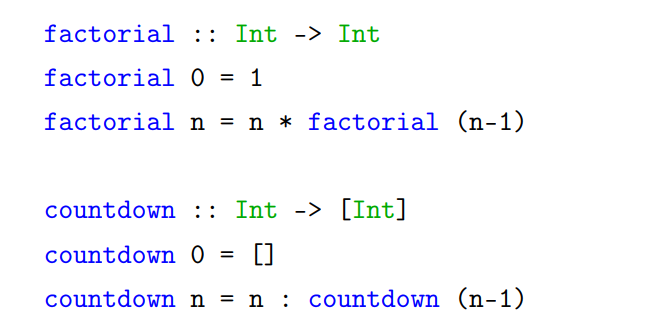 factorial :: Int -> Int
factorial 0 = 1
factorial n = n * factorial (n-1)
countdown :: Int -> [Int]
countdown 0 = []
countdown n = n : countdown (n-1)